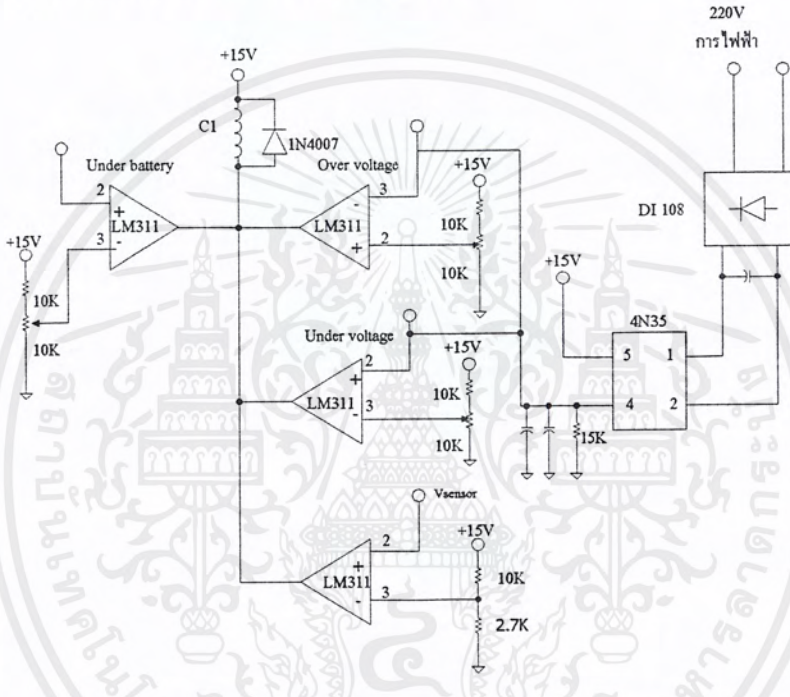 220V
การไฟฟ้า
+15V
C1
1N4007
Under battery
Over voltage
2
+
LM311
3
-
+15V
10K
10K
3
-
LM311
2
+
+15V
10K
10K
DI 108
+15V
4N35
5
1
4
2
15K
Under voltage
2
+
LM311
3
-
+15V
10K
10K
Vsensor
2
+
LM311
3
-
+15V
10K
2.7K